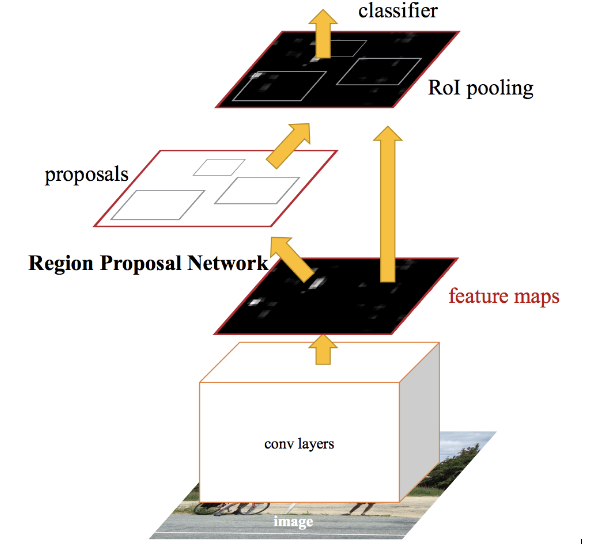 classifier
RoI pooling
proposals
Region Proposal Network
feature maps
conv layers
image